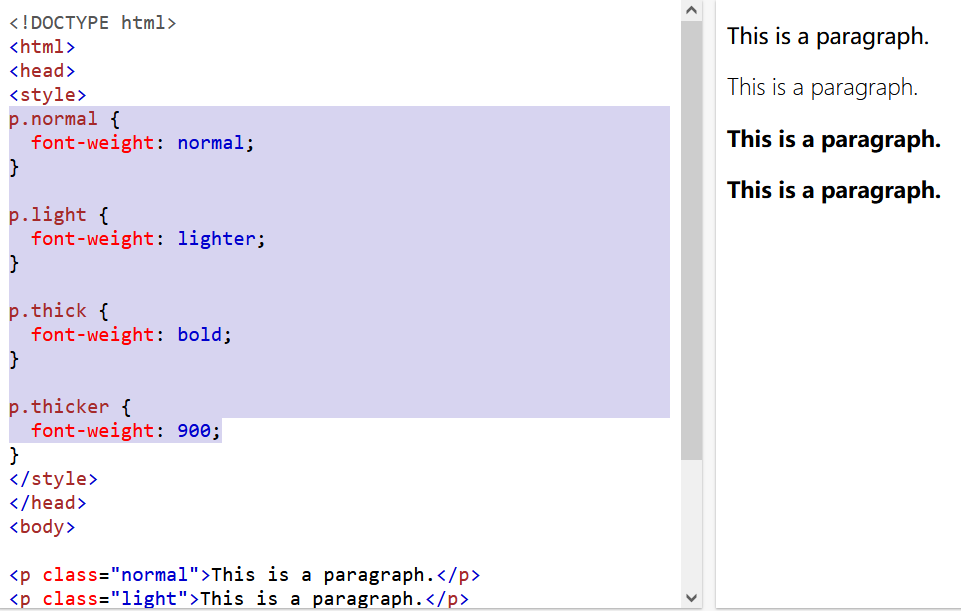 <!DOCTYPE html>
<html>
<head>
<style>
p.normal {
  font-weight: normal;
}

p.light {
  font-weight: lighter;
}

p.thick {
  font-weight: bold;
}

p.thicker {
  font-weight: 900;
}
</style>
</head>
<body>

<p class="normal">This is a paragraph.</p>
<p class="light">This is a paragraph.</p>
This is a paragraph.
This is a paragraph.
This is a paragraph.
This is a paragraph.